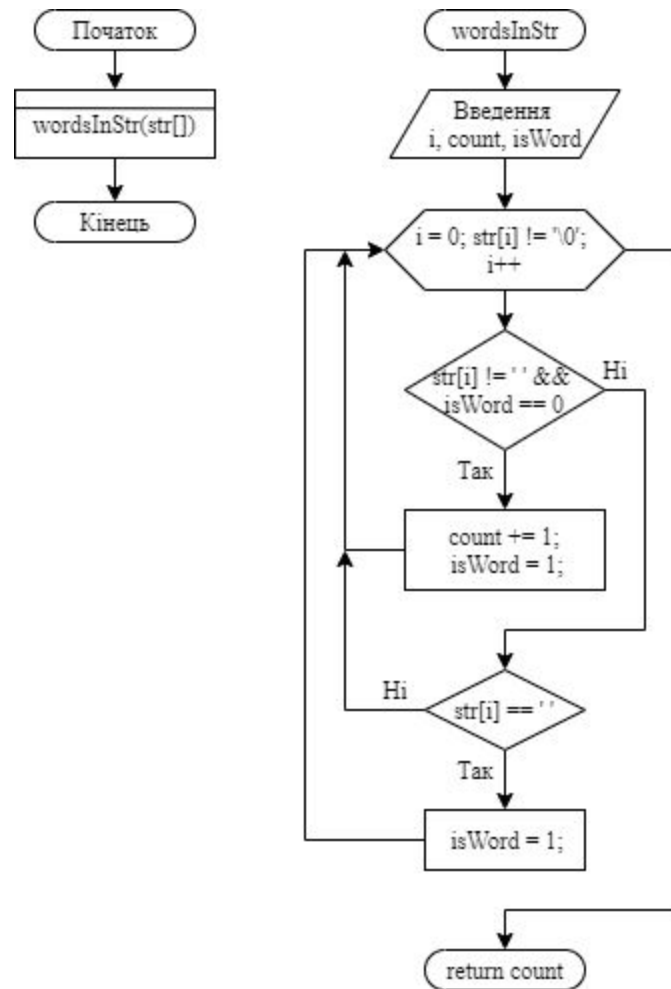 Початок
wordsInStr(str[])
Кінець
wordsInStr
Введення
i, count, isWord
i = 0; str[i] != '\0';
i++
str[i] != ' ' &&
isWord == 0
Ні
Так
count += 1;
isWord = 1;
Ні
str[i] == ' '
Так
isWord = 1;
return count